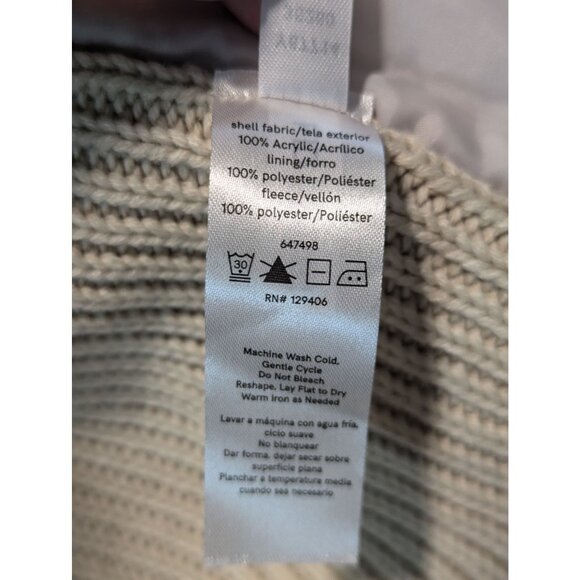 shell fabric/tela exterior
100% Acrylic/Acrílico
lining/forro
100% polyester/Poliéster
fleece/vellón
100% polyester/Poliéster
647498
30
RN# 129406
Machine Wash Cold,
Gentle Cycle
Do Not Bleach
Reshape, Lay Flat to Dry
Warm Iron as Needed
Lavar a máquina con agua fría,
ciclo suave
No blanquear
Dar forma, dejar secar sobre
superficie plana
Planchar a temperature media
cuando sea necesario